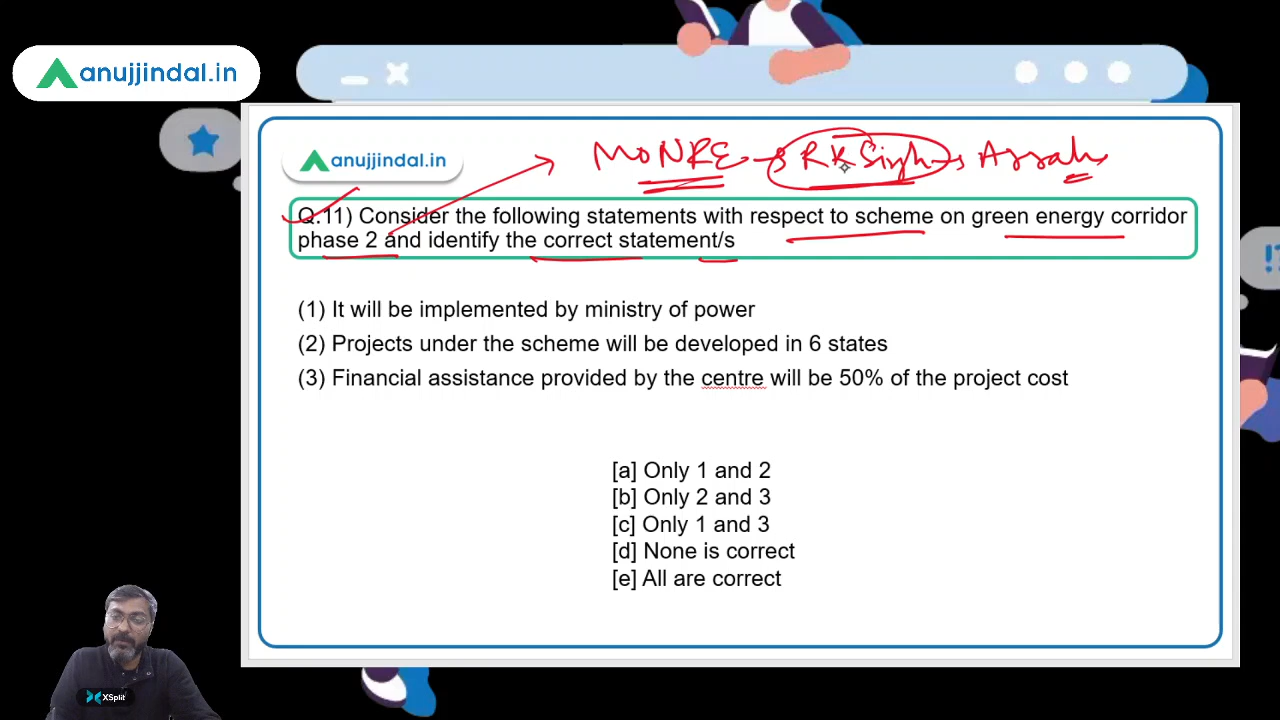 anujjindal.in
anujjindal.in
MoNRE → RK Singh → Arrah
Q.11) Consider the following statements with respect to scheme on green energy corridor
phase 2 and identify the correct statement/s
(1) It will be implemented by ministry of power
(2) Projects under the scheme will be developed in 6 states
(3) Financial assistance provided by the centre will be 50% of the project cost
[a] Only 1 and 2
[b] Only 2 and 3
[c] Only 1 and 3
[d] None is correct
[e] All are correct
XSplit